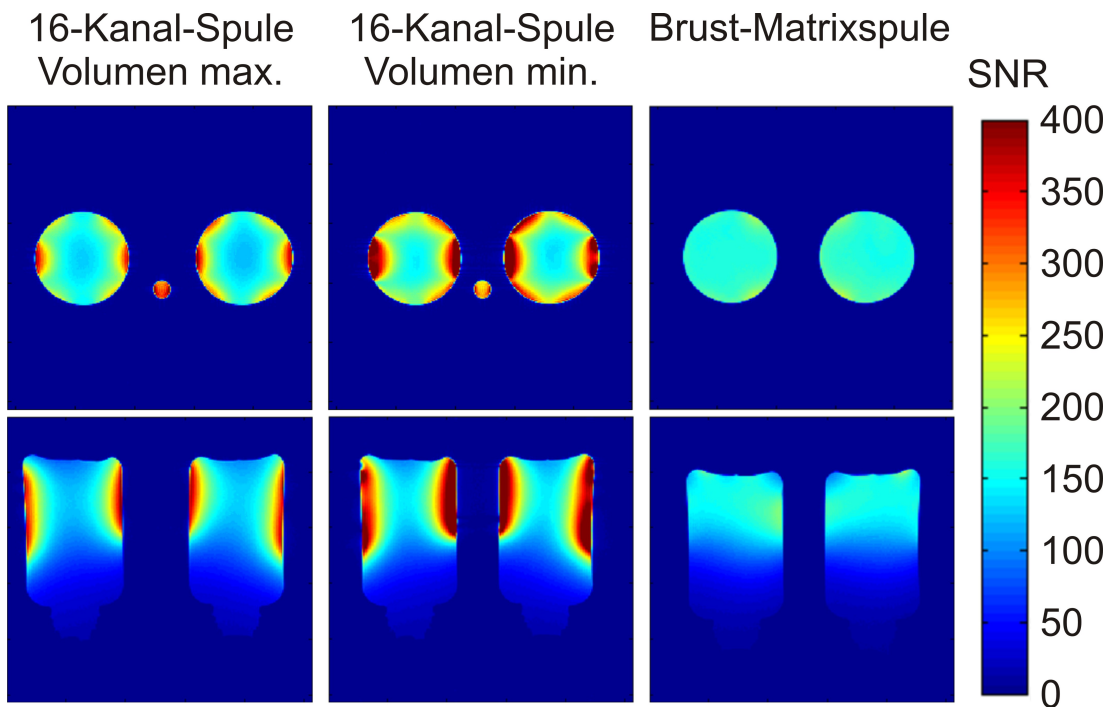 16-Kanal-Spule
Volumen max.
16-Kanal-Spule
Volumen min.
Brust-Matrixspule
SNR
400
350
300
250
200
150
100
50
0